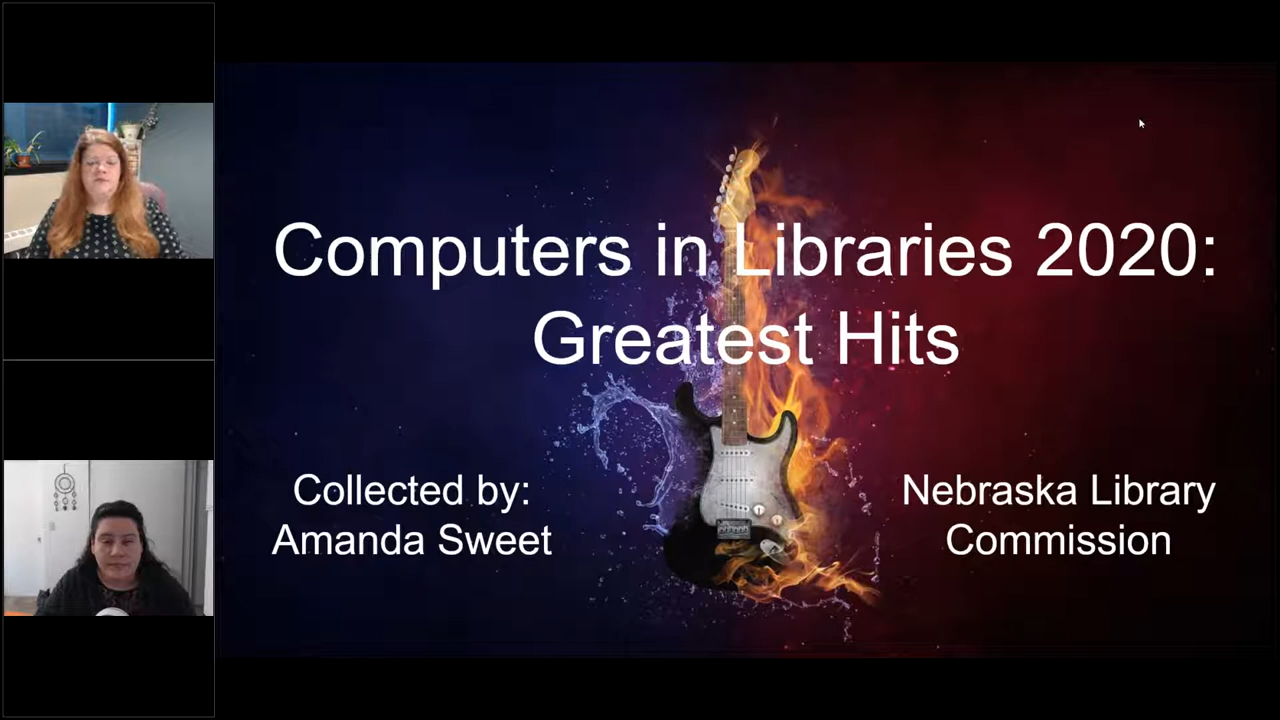 Computers in Libraries 2020:
Greatest Hits
Collected by:
Amanda Sweet
Nebraska Library
Commission